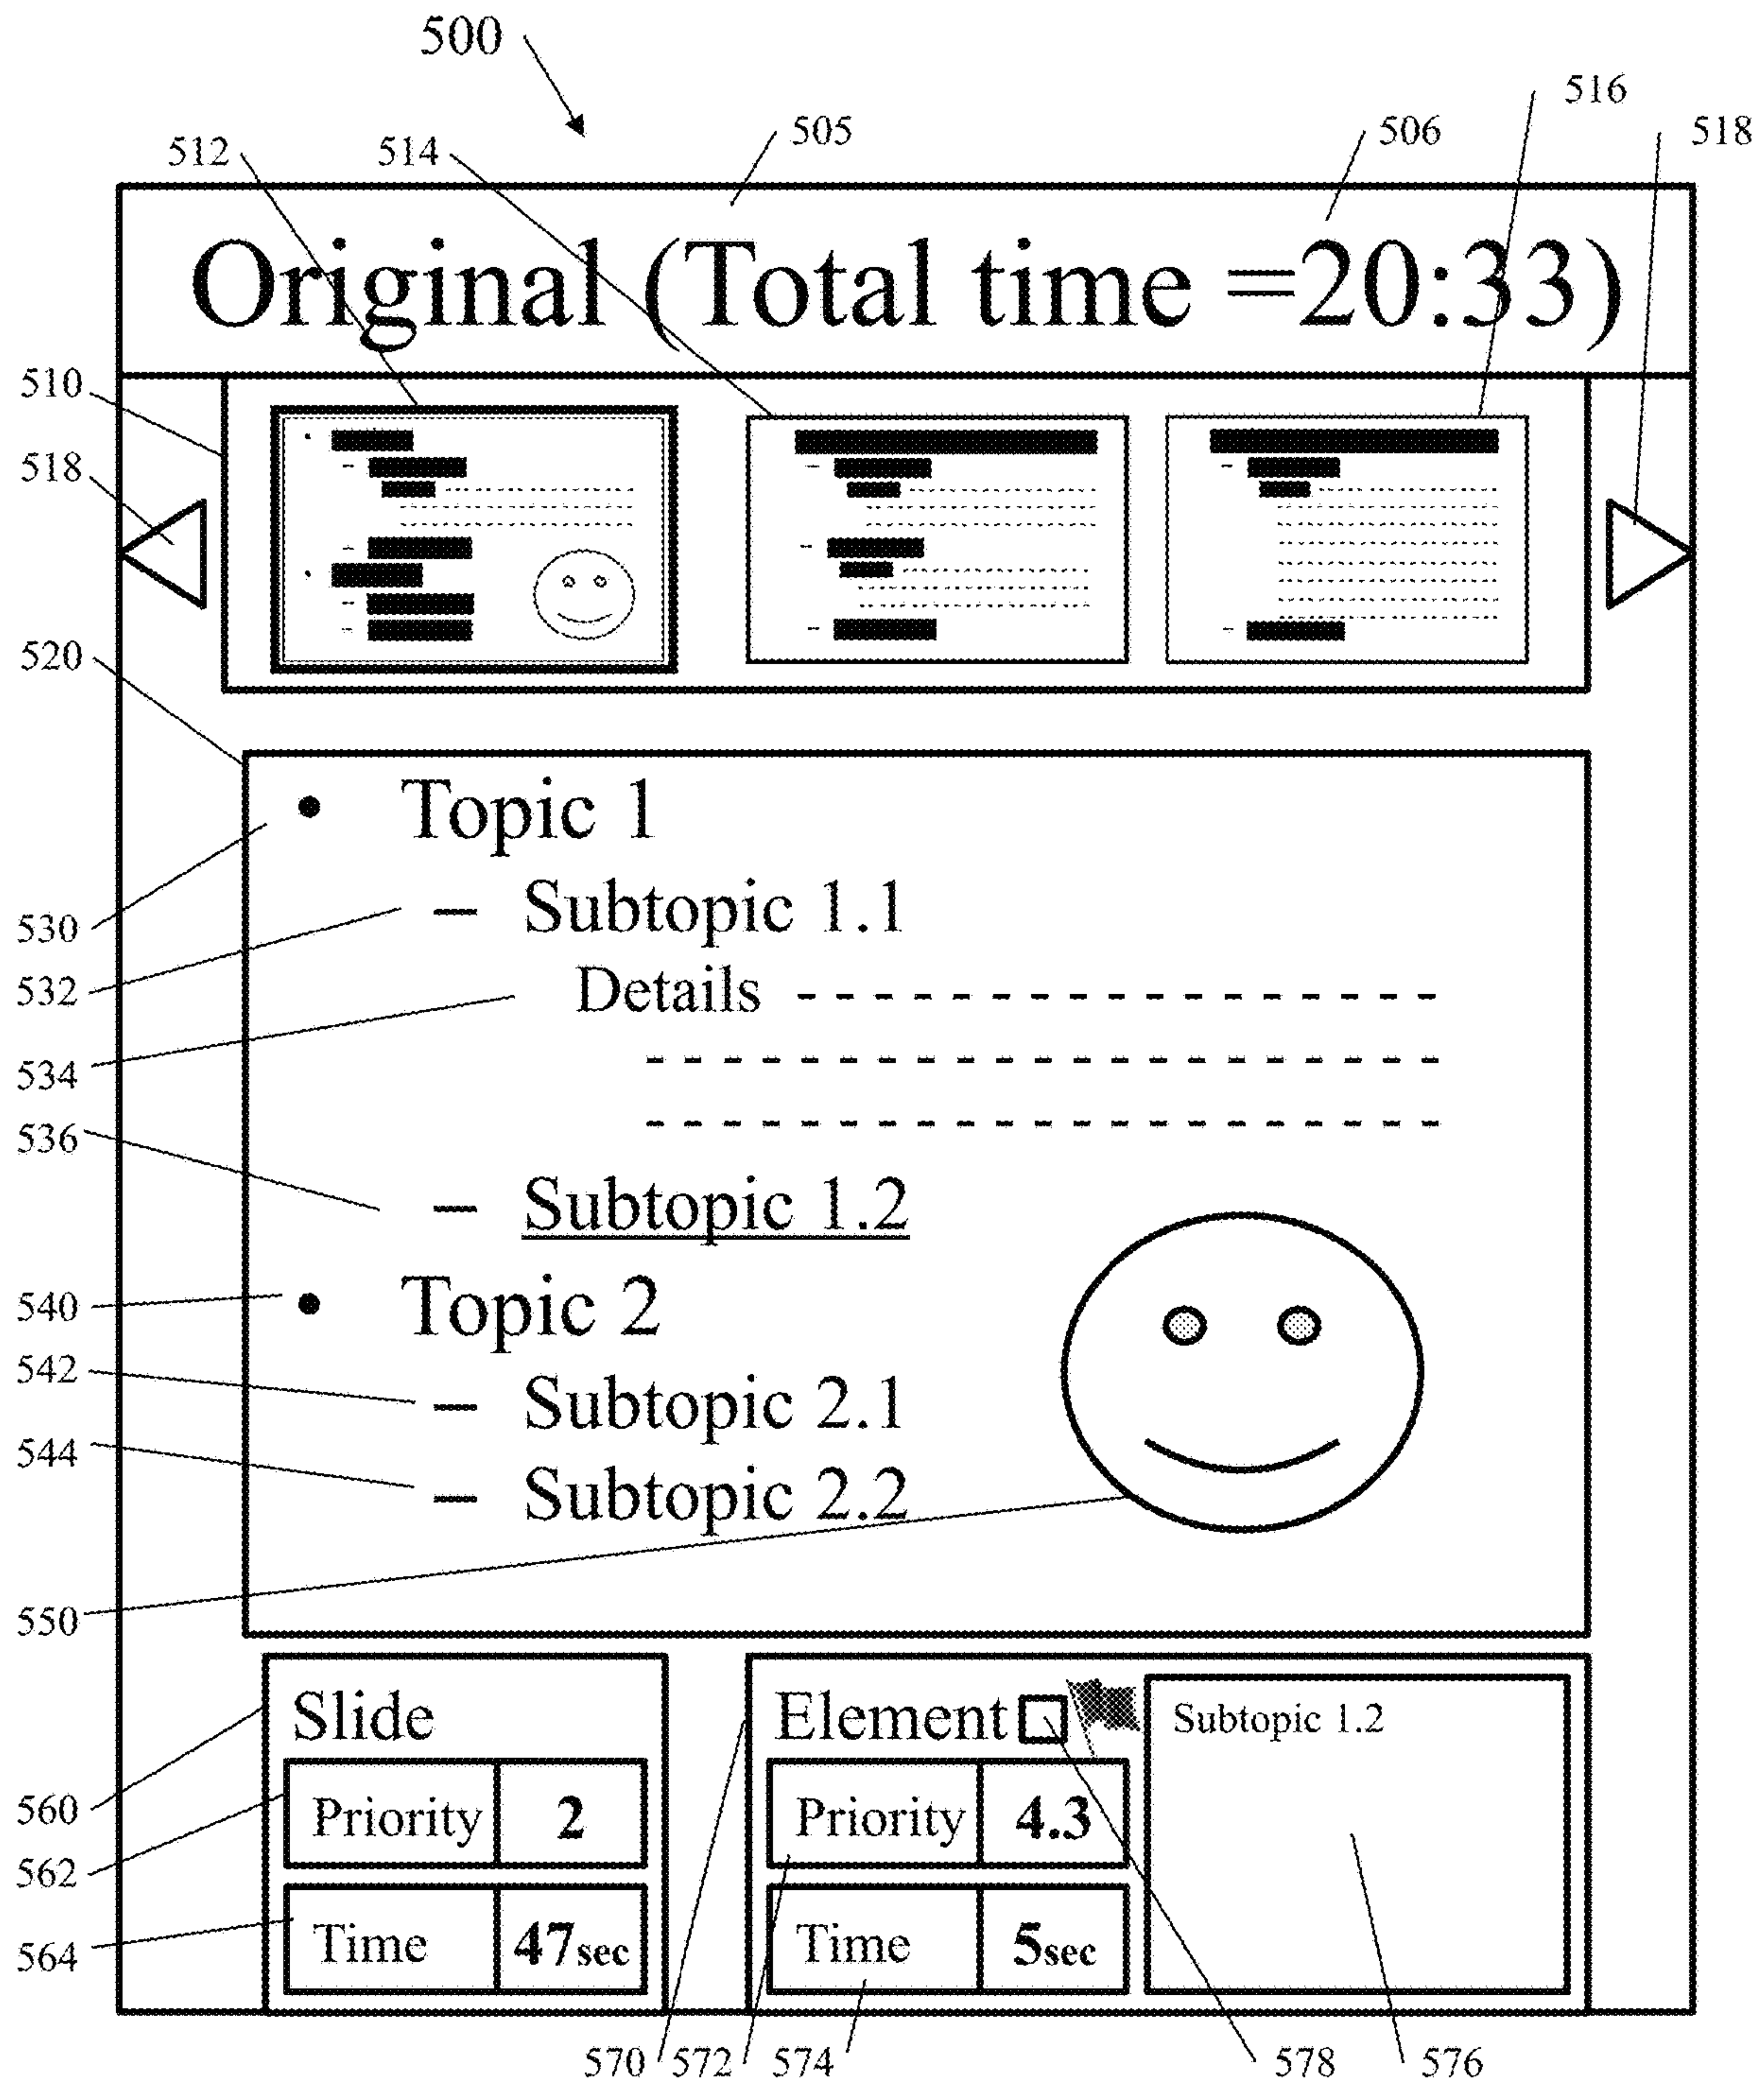 500
516
505
506
518
512
514
Original (Total time =20:33)
510
518
520
• Topic 1
530
– Subtopic 1.1
532
Details
534
536
– Subtopic 1.2
540
• Topic 2
542
– Subtopic 2.1
544
– Subtopic 2.2
550
Slide
Element
Subtopic 1.2
560
Priority 2
Priority 4.3
562
564
Time 47sec
Time 5sec
570 572 574 578 576